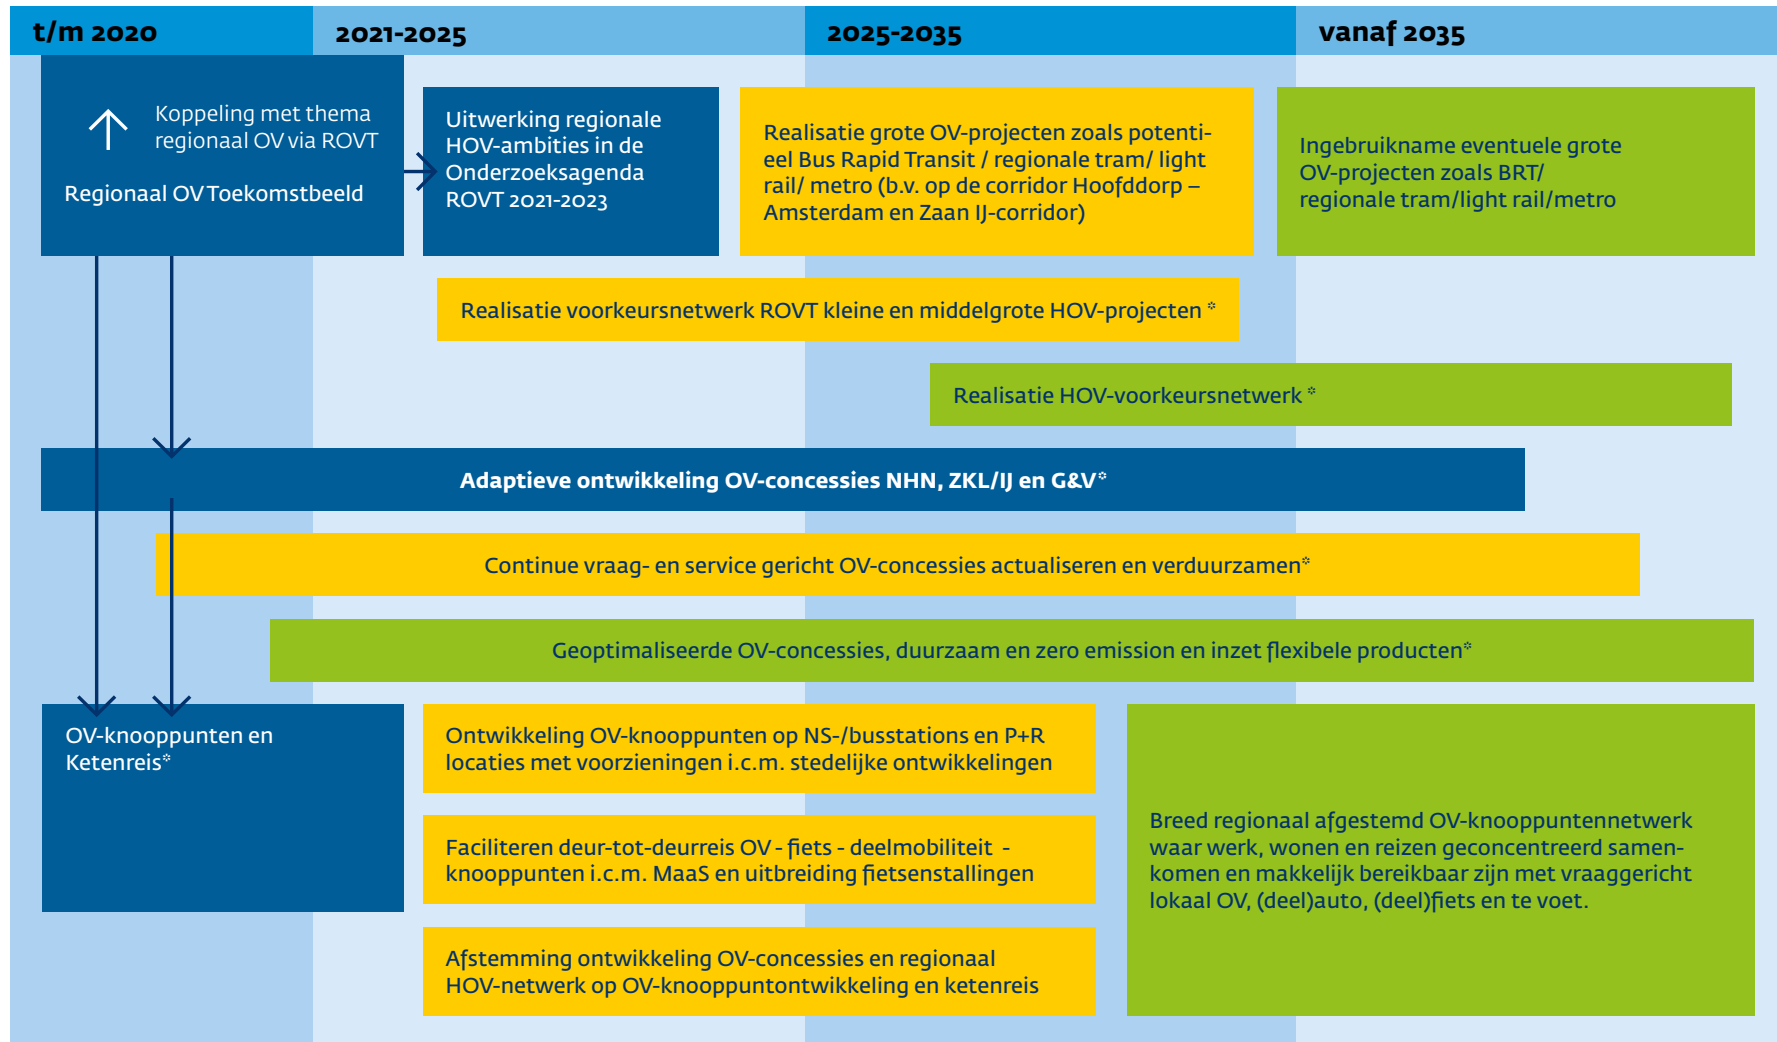 t/m 2020
2021-2025
2025-2035
vanaf 2035
Koppeling met thema
regionaal OV via ROVT
Regionaal OV Toekomstbeeld
Uitwerking regionale
HOV-ambities in de
Onderzoeksagenda
ROVT 2021-2023
Realisatie grote OV-projecten zoals potenti-
eel Bus Rapid Transit / regionale tram/ light
rail/ metro (b.v. op de corridor Hoofddorp –
Amsterdam en Zaan IJ-corridor)
Ingebruikname eventuele grote
OV-projecten zoals BRT/
regionale tram/light rail/metro
Realisatie voorkeursnetwerk ROVT kleine en middelgrote HOV-projecten *
Realisatie HOV-voorkeursnetwerk *
Adaptieve ontwikkeling OV-concessies NHN, ZKL/IJ en G&V*
Continue vraag- en service gericht OV-concessies actualiseren en verduurzamen*
Geoptimaliseerde OV-concessies, duurzaam en zero emission en inzet flexibele producten*
OV-knooppunten en
Ketenreis*
Ontwikkeling OV-knooppunten op NS-/busstations en P+R
locaties met voorzieningen i.c.m. stedelijke ontwikkelingen
Faciliteren deur-tot-deurreis OV - fiets - deelmobiliteit -
knooppunten i.c.m. MaaS en uitbreiding fietsenstallingen
Afstemming ontwikkeling OV-concessies en regionaal
HOV-netwerk op OV-knooppuntontwikkeling en ketenreis
Breed regionaal afgestemd OV-knooppuntennetwerk
waar werk, wonen en reizen geconcentreerd samen-
komen en makkelijk bereikbaar zijn met vraaggericht
lokaal OV, (deel)auto, (deel)fiets en te voet.